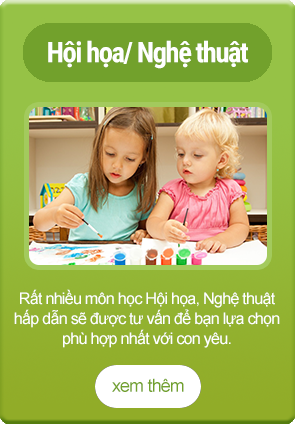 Hội họa/ Nghệ thuật
Rất nhiều môn học Hội họa, Nghệ thuật
hấp dẫn sẽ được tư vấn để bạn lựa chọn
phù hợp nhất với con yêu.
xem thêm